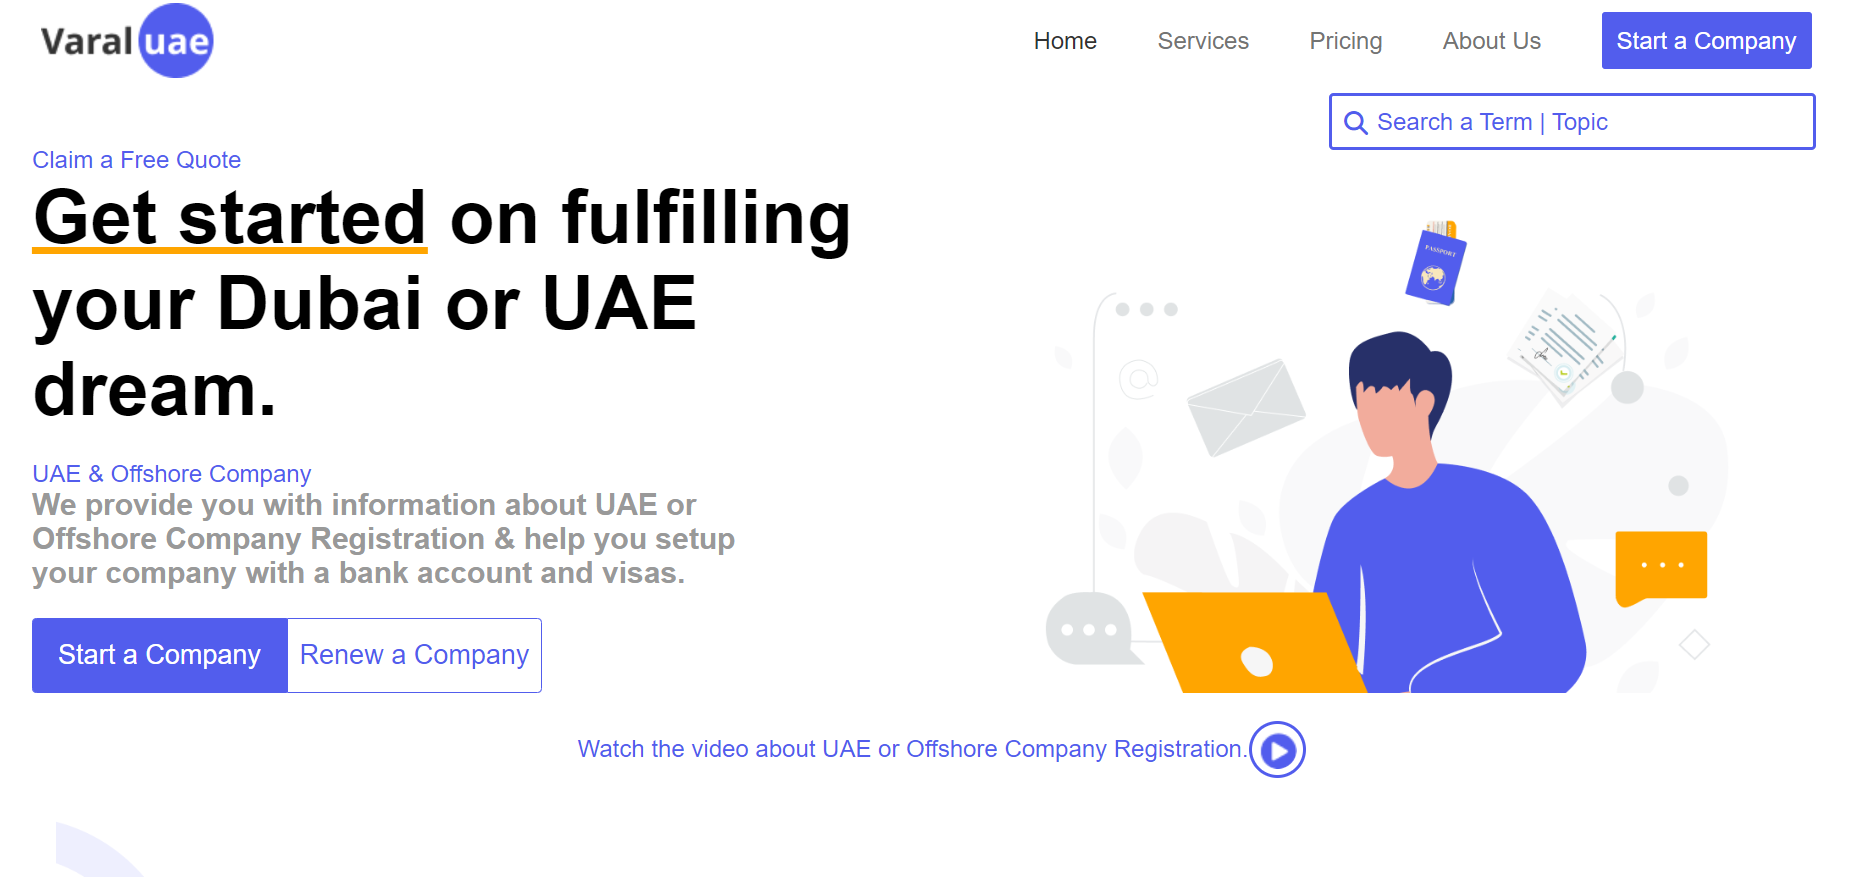 Varal uae
Home Services Pricing About Us Start a Company
Search a Term | Topic
Claim a Free Quote
Get started on fulfilling
your Dubai or UAE
dream.
PASSPORT
UAE & Offshore Company
We provide you with information about UAE or
Offshore Company Registration & help you setup
your company with a bank account and visas.
Start a Company Renew a Company
Watch the video about UAE or Offshore Company Registration.